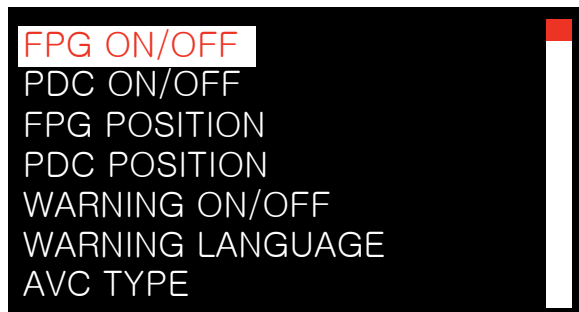 FPG ON/OFF
PDC ON/OFF
FPG POSITION
PDC POSITION
WARNING ON/OFF
WARNING LANGUAGE
AVC TYPE